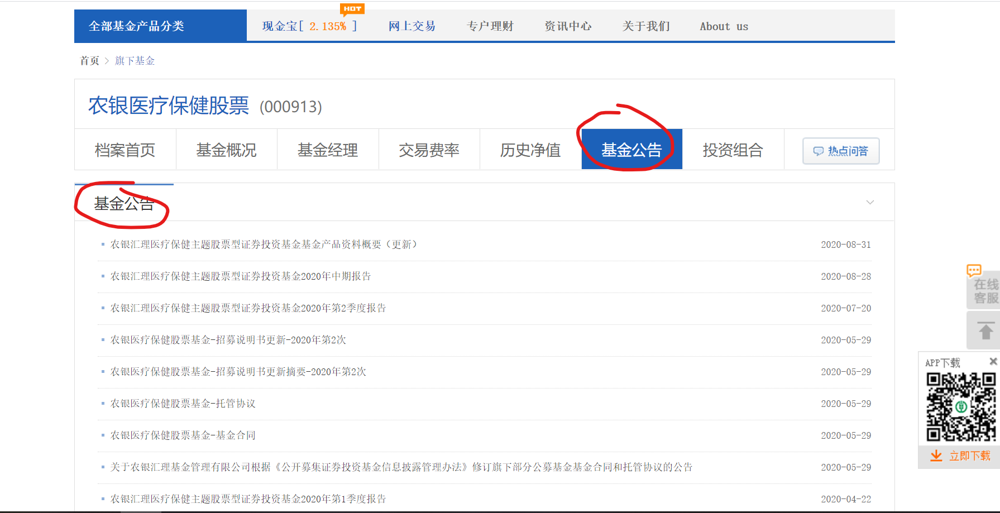 HOT
全部基金产品分类 现金宝[ 2.135% ] 网上交易 专户理财 资讯中心 关于我们 About us
首页 > 旗下基金
农银医疗保健股票 (000913)
档案首页 基金概况 基金经理 交易费率 历史净值 基金公告 投资组合 热点问答
基金公告
农银汇理医疗保健主题股票型证券投资基金基金产品资料概要（更新） 2020-08-31
农银汇理医疗保健主题股票型证券投资基金2020年中期报告 2020-08-28
农银汇理医疗保健主题股票型证券投资基金2020年第2季度报告 2020-07-20
农银医疗保健股票基金-招募说明书更新-2020年第2次 2020-05-29
农银医疗保健股票基金-招募说明书更新摘要-2020年第2次 2020-05-29
农银医疗保健股票基金-托管协议 2020-05-29
农银医疗保健股票基金-基金合同 2020-05-29
关于农银汇理基金管理有限公司根据《公开募集证券投资基金信息披露管理办法》修订旗下部分公募基金基金合同和托管协议的公告 2020-05-29
农银汇理医疗保健主题股票型证券投资基金2020年第1季度报告 2020-04-22
在线
客服
APP下载
立即下载